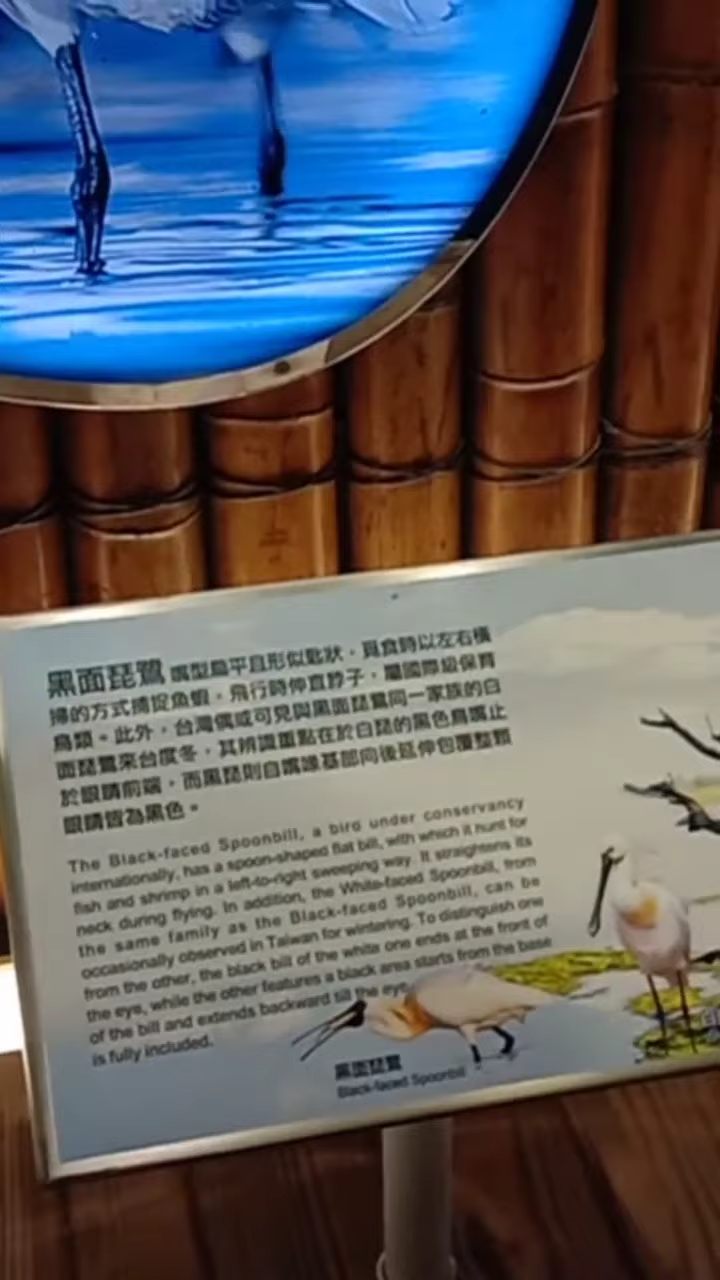 黑面琵鷺 嘴型扁平且形似匙狀，覓食時以左右橫
掃的方式捕捉魚蝦。飛行時伸直脖子，屬國際級保育
鳥類。此外，台灣偶或可見與黑面琵鷺同一家族的白
面琵鷺來台度冬，其辨識重點在於白琵的黑色鳥嘴止
於眼睛前端，而黑琵則自嘴喙基部向後延伸包覆整顆
眼睛皆為黑色。
The Black-faced Spoonbill, a bird under conservancy
internationally, has a spoon-shaped flat bill, with which it hunt for
fish and shrimp in a left-to-right sweeping way. It straightens its
neck during flying. In addition, the White-faced Spoonbill, from
the same family as the Black-faced Spoonbill, can be
occasionally observed in Taiwan for wintering. To distinguish one
from the other, the black bill of the white one ends at the front of
the eye, while the other features a black area starts from the base
of the bill and extends backward till the eye
is fully included.
黑面琵鷺
Black-faced Spoonbill